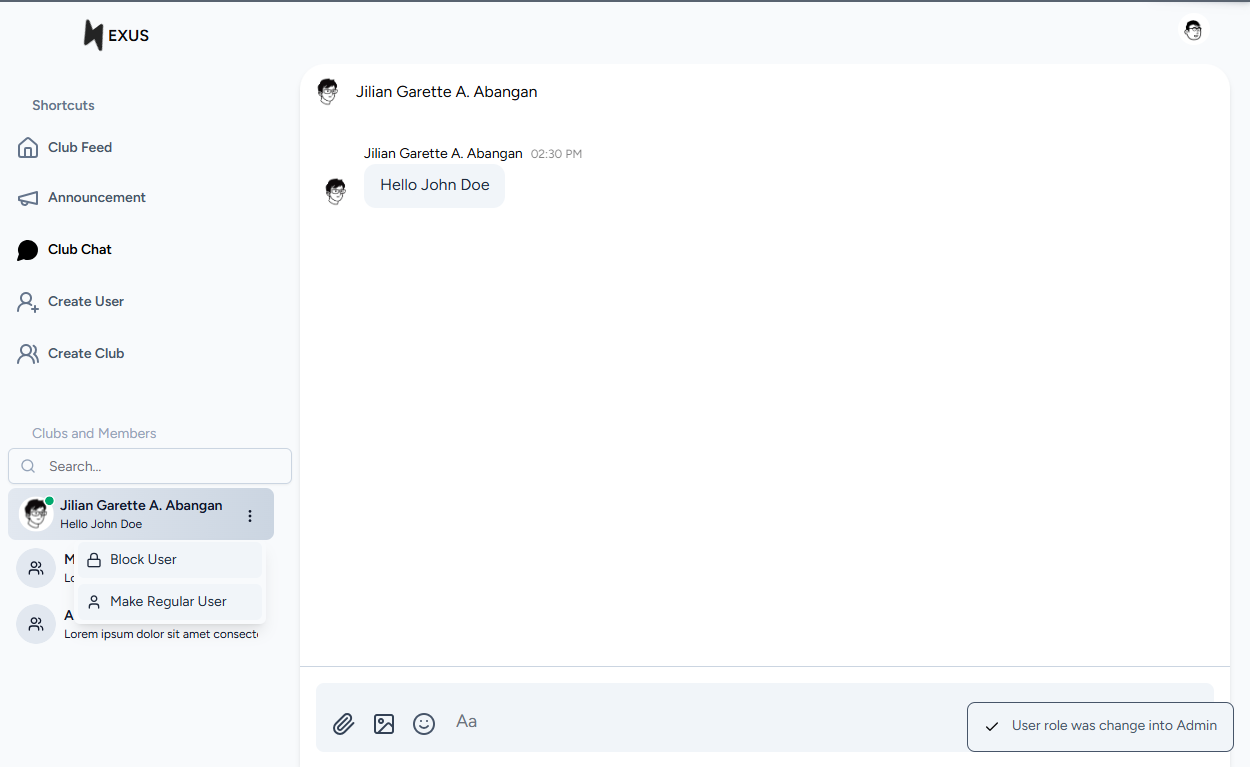 EXUS
Shortcuts
Club Feed
Announcement
Club Chat
Create User
Create Club
Clubs and Members
Search...
Jilian Garette A. Abangan
Hello John Doe
Block User
Make Regular User
Lorem ipsum dolor sit amet consect
Jilian Garette A. Abangan
Jilian Garette A. Abangan 02:30 PM
Hello John Doe
Aa
User role was change into Admin